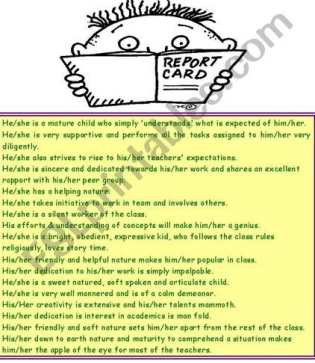 REPORT
CARD
He/she is a mature child who simply 'understands' what is expected of him/her.
He/she is very supportive and performs all the tasks assigned to him/her very
diligently.
He/she also strives to rise to his/her teachers' expectations.
He/she is sincere and dedicated towards his/her work and shares an excellent
rapport with his/her peer group.
He/she has a helping nature.
He/she takes initiative to work in team and involves others.
He/she is a silent worker of the class.
His efforts & understanding of concepts will make him/her a genius.
He/she is a bright, obedient, expressive kid, who follows the class rules
religiously, loves story time.
His/her friendly and helpful nature makes him/her popular in class.
His/her dedication to his/her work is simply impalpable.
He/she is a sweet natured, soft spoken and articulate child.
He/she is very well mannered and is of a calm demeanor.
His/Her creativity is extensive and his/her talents mammoth.
His/her dedication is interest in academics is man fold.
His/her friendly and soft nature sets him/her apart from the rest of the class.
His/her down to earth nature and maturity to comprehend a situation makes
him/her the apple of the eye for most of the teachers.
ESLprintables.com